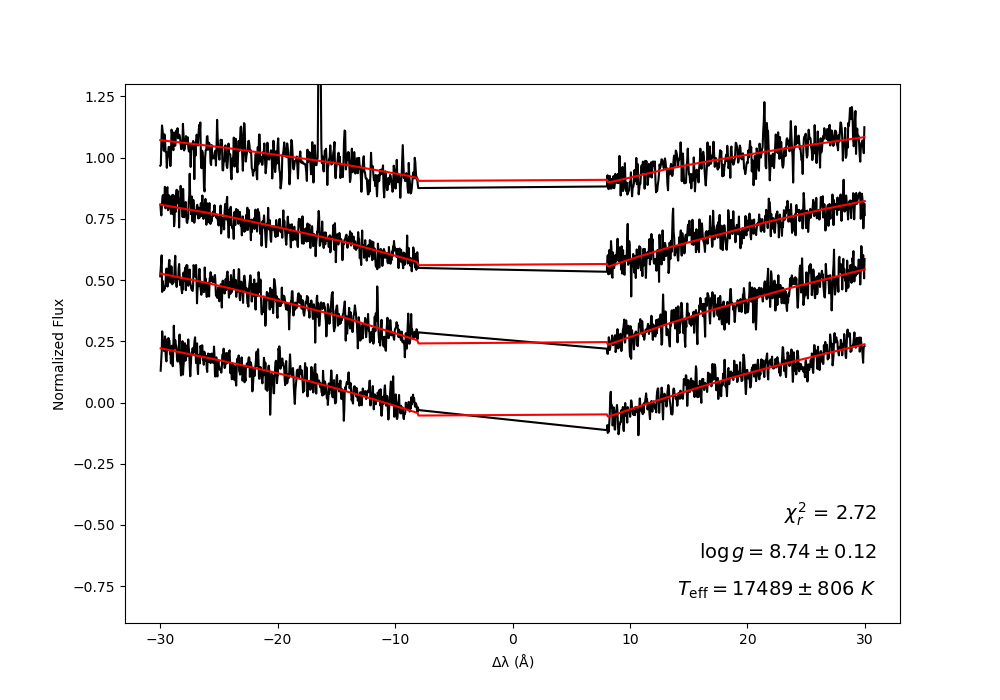 1.25
1.00
0.75
0.50
0.25
0.00
−0.25
−0.50
−0.75
Normalized Flux
χ²ᵣ = 2.72
log g = 8.74 ± 0.12
T_eff = 17489 ± 806 K
−30 −20 −10 0 10 20 30
Δλ (Å)